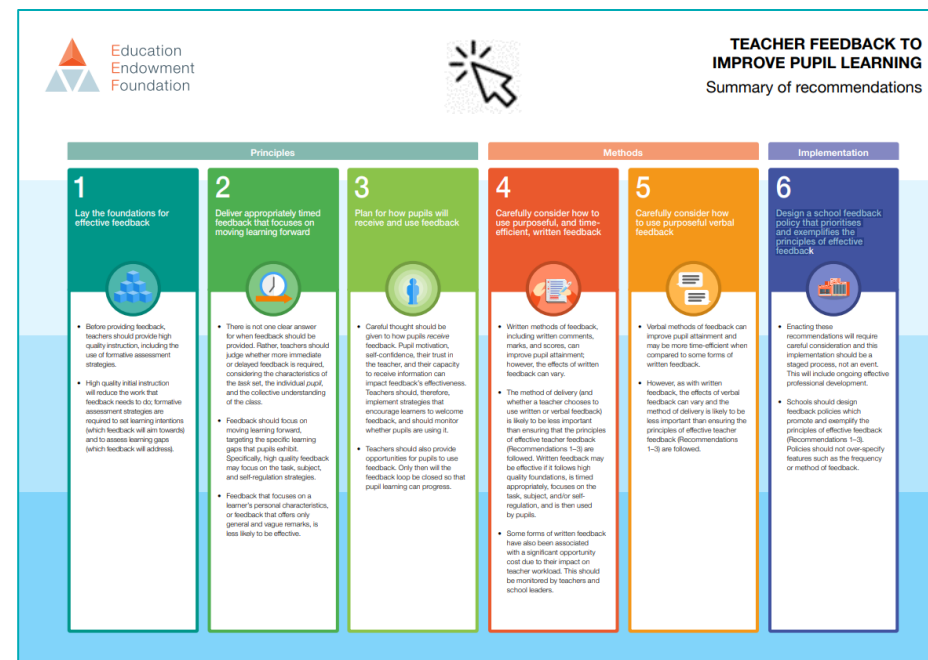 Education
Endowment
Foundation
TEACHER FEEDBACK TO
IMPROVE PUPIL LEARNING
Summary of recommendations
Principles
1
Lay the foundations for
effective feedback
• Before providing feedback,
teachers should provide high
quality instruction, including the
use of formative assessment
strategies.
• High quality initial instruction
will reduce the work that
feedback needs to do; formative
assessment strategies are
required to set learning intentions
(which feedback will aim towards)
and to assess learning gaps
(which feedback will address).
2
Deliver appropriately timed
feedback that focuses on
moving learning forward
• There is not one clear answer
for when feedback should be
provided. Rather, teachers should
judge whether more immediate
or delayed feedback is required,
considering the characteristics of
the task set, the individual pupil,
and the collective understanding
of the class.
• Feedback should focus on
moving learning forward,
targeting the specific learning
gaps that pupils exhibit.
Specifically, high quality feedback
may focus on the task, subject,
and self-regulation strategies.
• Feedback that focuses on a
learner's personal characteristics,
or feedback that offers only
general and vague remarks, is
less likely to be effective.
3
Plan for how pupils will
receive and use feedback
• Careful thought should be
given to how pupils receive
feedback. Pupil motivation,
self-confidence, their trust in
the teacher, and their capacity
to receive information can
impact feedback's effectiveness.
Teachers should, therefore,
implement strategies that
encourage learners to welcome
feedback, and should monitor
whether pupils are using it.
• Teachers should also provide
opportunities for pupils to use
feedback. Only then will the
feedback loop be closed so that
pupil learning can progress.
Methods
4
Carefully consider how to
use purposeful, and time-
efficient, written feedback
• Written methods of feedback,
including written comments,
marks, and scores, can
improve pupil attainment;
however, the effects of written
feedback can vary.
• The method of delivery (and
whether a teacher chooses to
use written or verbal feedback)
is likely to be less important
than ensuring that the principles
of effective teacher feedback
(Recommendations 1–3) are
followed. Written feedback may
be effective if it follows high
quality foundations, is timed
appropriately, focuses on the
task, subject, and/or self-
regulation, and is then used
by pupils.
• Some forms of written feedback
have also been associated
with a significant opportunity
cost due to their impact on
teacher workload. This should
be monitored by teachers and
school leaders.
5
Carefully consider how
to use purposeful verbal
feedback
• Verbal methods of feedback can
improve pupil attainment and
may be more time-efficient when
compared to some forms of
written feedback.
• However, as with written
feedback, the effects of verbal
feedback can vary and the
method of delivery is likely to be
less important than ensuring the
principles of effective teacher
feedback (Recommendations
1–3) are followed.
Implementation
6
Design a school feedback
policy that prioritises
and exemplifies the
principles of effective
feedback
• Enacting these
recommendations will require
careful consideration and this
implementation should be a
staged process, not an event.
This will include ongoing effective
professional development.
• Schools should design
feedback policies which
promote and exemplify the
principles of effective feedback
(Recommendations 1–3).
Policies should not over-specify
features such as the frequency
or method of feedback.